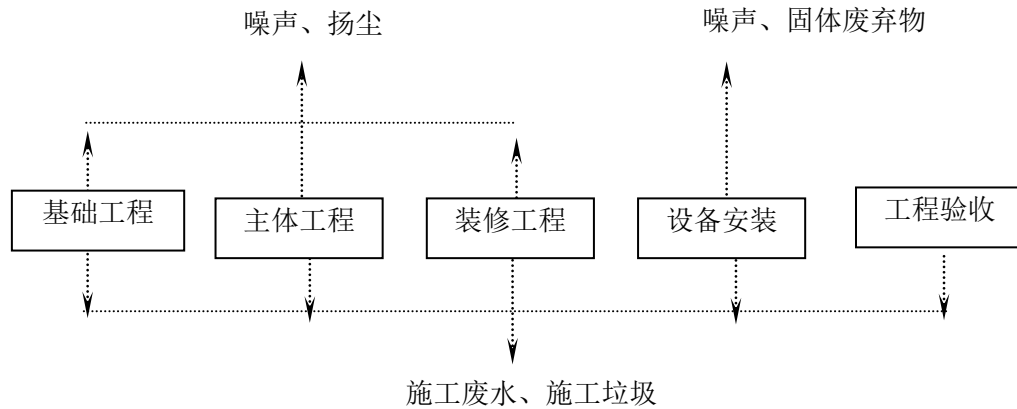 噪声、扬尘
噪声、固体废弃物
基础工程
主体工程
装修工程
设备安装
工程验收
施工废水、施工垃圾